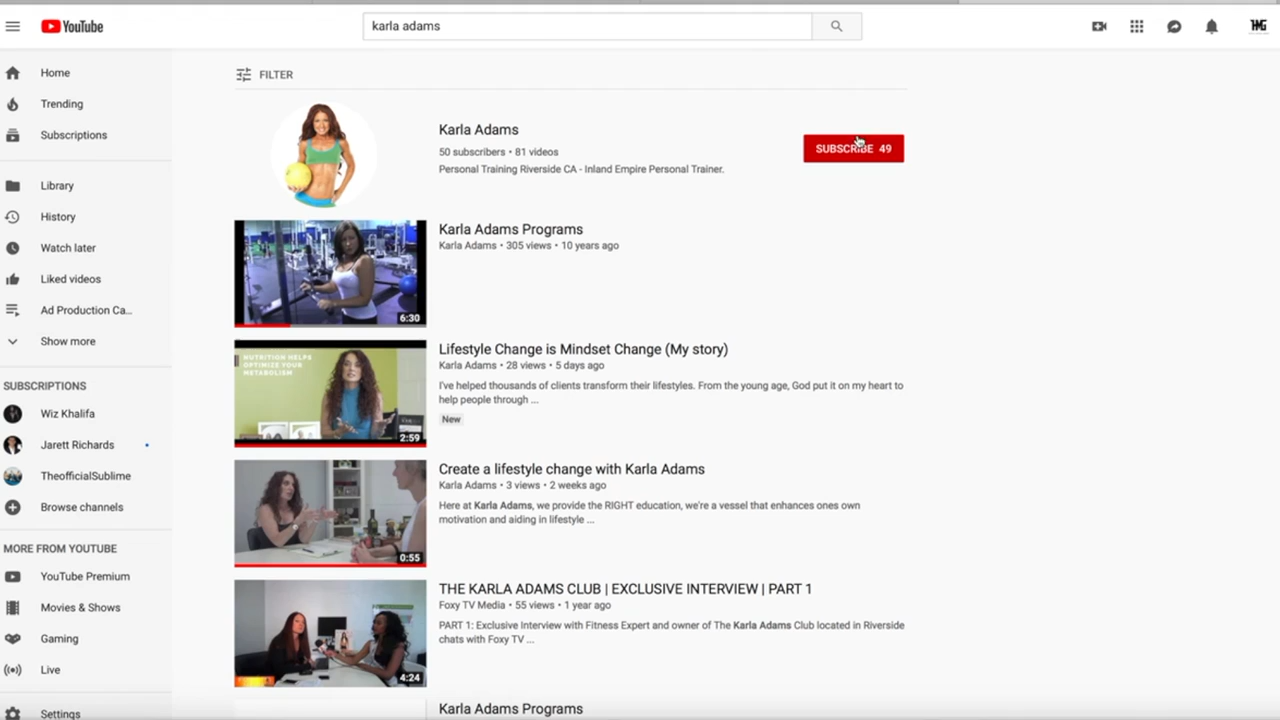 YouTube
karla adams
Home
Trending
Subscriptions
Library
History
Watch later
Liked videos
Ad Production Ca...
Show more
SUBSCRIPTIONS
Wiz Khalifa
Jarett Richards
TheofficialSublime
Browse channels
MORE FROM YOUTUBE
YouTube Premium
Movies & Shows
Gaming
Live
Settings
FILTER
Karla Adams
50 subscribers • 81 videos
Personal Training Riverside CA - Inland Empire Personal Trainer.
SUBSCRIBE 49
6:30
Karla Adams Programs
Karla Adams • 305 views • 10 years ago
NUTRITION HELPS
OPTIMIZE YOUR
METABOLISM
2:59
Lifestyle Change is Mindset Change (My story)
Karla Adams • 28 views • 5 days ago
I've helped thousands of clients transform their lifestyles. From the young age, God put it on my heart to
help people through ...
New
0:55
Create a lifestyle change with Karla Adams
Karla Adams • 3 views • 2 weeks ago
Here at Karla Adams, we provide the RIGHT education, we're a vessel that enhances ones own
motivation and aiding in lifestyle ...
4:24
THE KARLA ADAMS CLUB | EXCLUSIVE INTERVIEW | PART 1
Foxy TV Media • 55 views • 1 year ago
PART 1: Exclusive Interview with Fitness Expert and owner of The Karla Adams Club located in Riverside
chats with Foxy TV ...
Karla Adams Programs